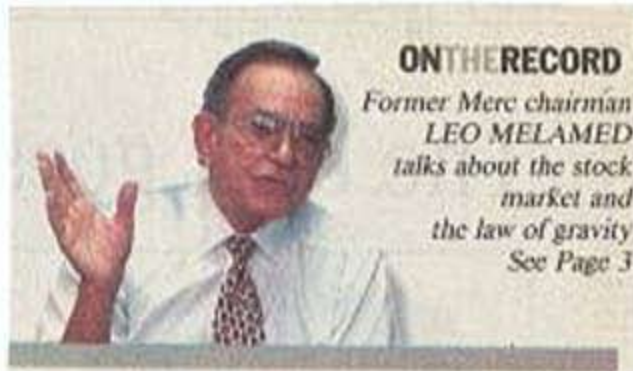 ONTHERECORD
Former Merc chairman
LEO MELAMED
talks about the stock
market and
the law of gravity
See Page 3